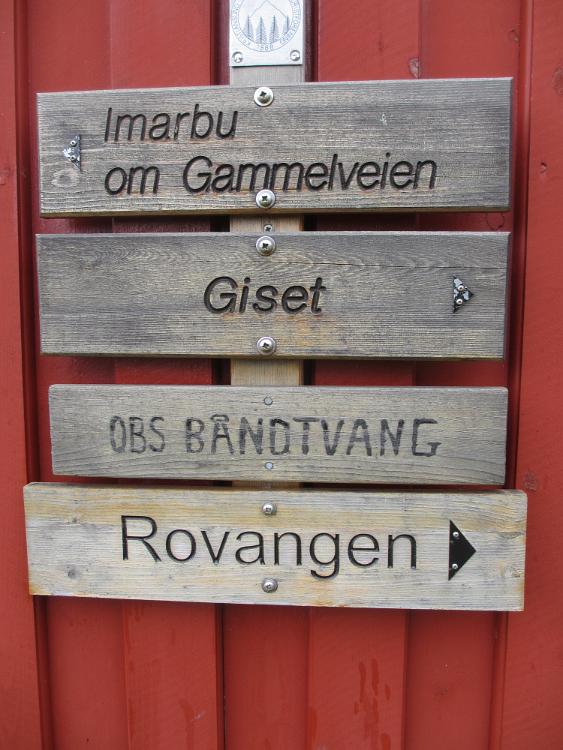 Imarbu
om Gammelveien
Giset
OBS BÅNDTVANG
Rovangen